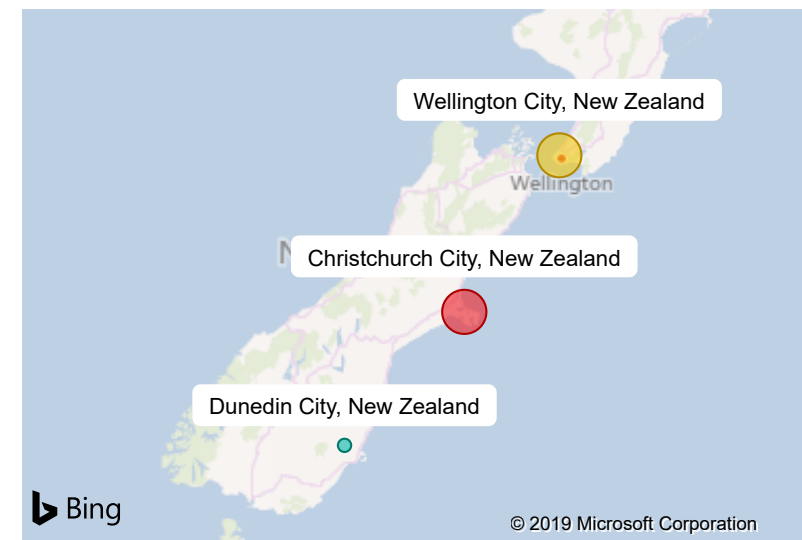 Wellington City, New Zealand
Wellington
N
Christchurch City, New Zealand
Dunedin City, New Zealand
Bing
© 2019 Microsoft Corporation